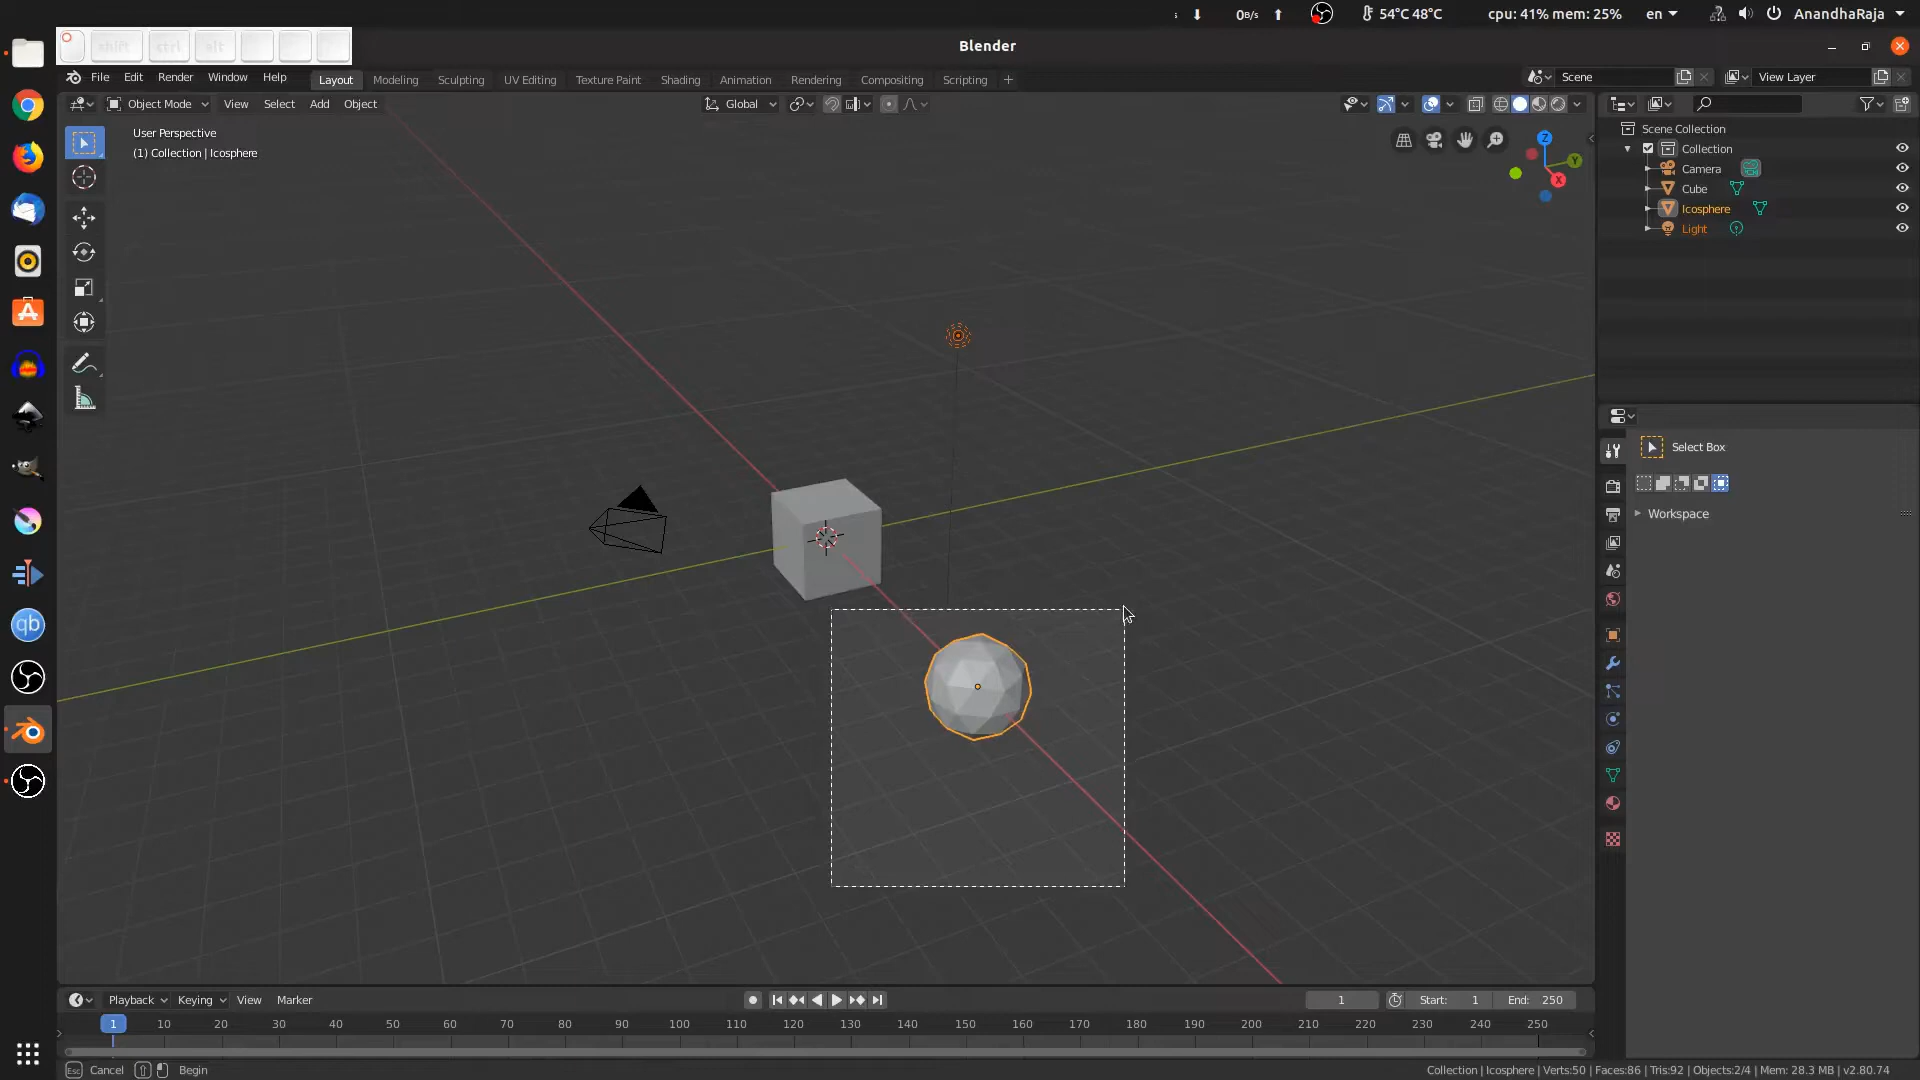 0B/s 54°C 48°C cpu: 41% mem: 25% en AnandhaRaja
shift ctrl alt
Blender
File Edit Render Window Help Layout Modeling Sculpting UV Editing Texture Paint Shading Animation Rendering Compositing Scripting + Scene View Layer
Object Mode View Select Add Object Global
User Perspective
(1) Collection | Icosphere
Z
Y
X
Scene Collection
Collection
Camera
Cube
Icosphere
Light
Select Box
Workspace
qb
Playback Keying View Marker 1 Start: 1 End: 250
1 10 20 30 40 50 60 70 80 90 100 110 120 130 140 150 160 170 180 190 200 210 220 230 240 250
Esc Cancel Begin Collection | Icosphere | Verts:50 | Faces:86 | Tris:92 | Objects:2/4 | Mem: 28.3 MB | v2.80.74